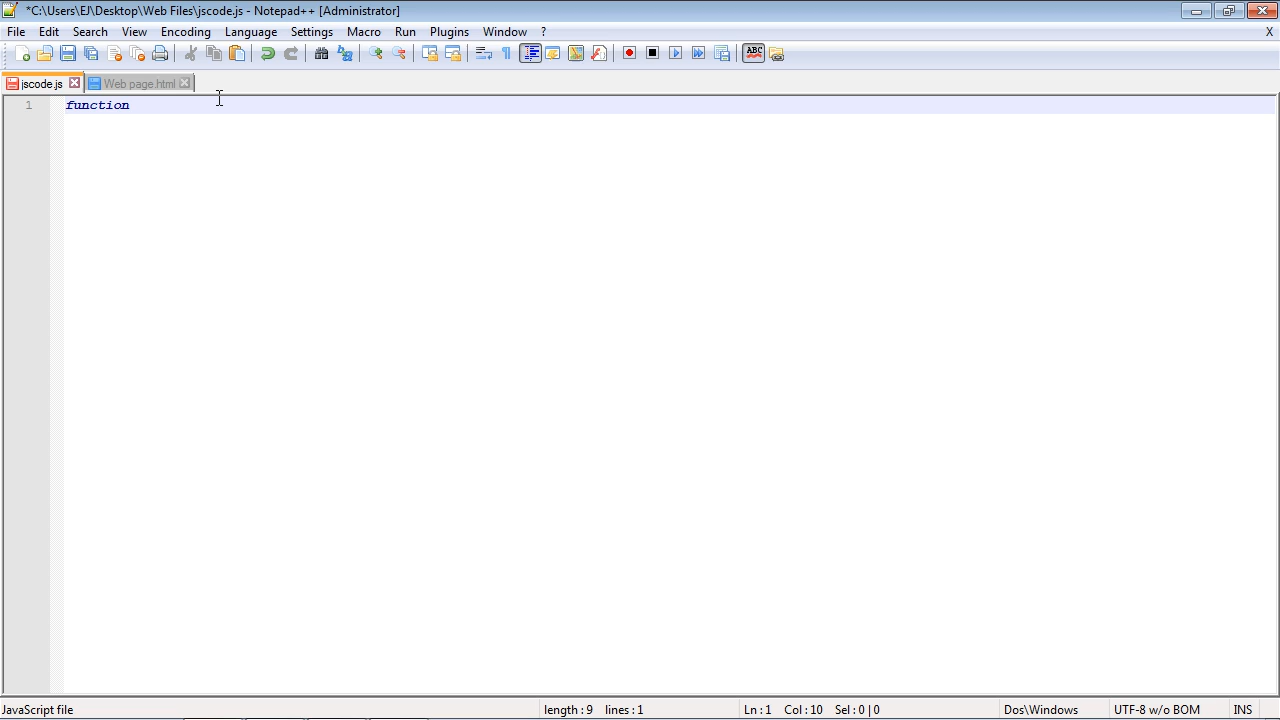 *C:\Users\EJ\Desktop\Web Files\jscode.js - Notepad++ [Administrator]
File Edit Search View Encoding Language Settings Macro Run Plugins Window ? X
jscode.js Web page.html
1 function
JavaScript file length : 9 lines : 1 Ln : 1 Col : 10 Sel : 0 | 0 Dos\Windows UTF-8 w/o BOM INS